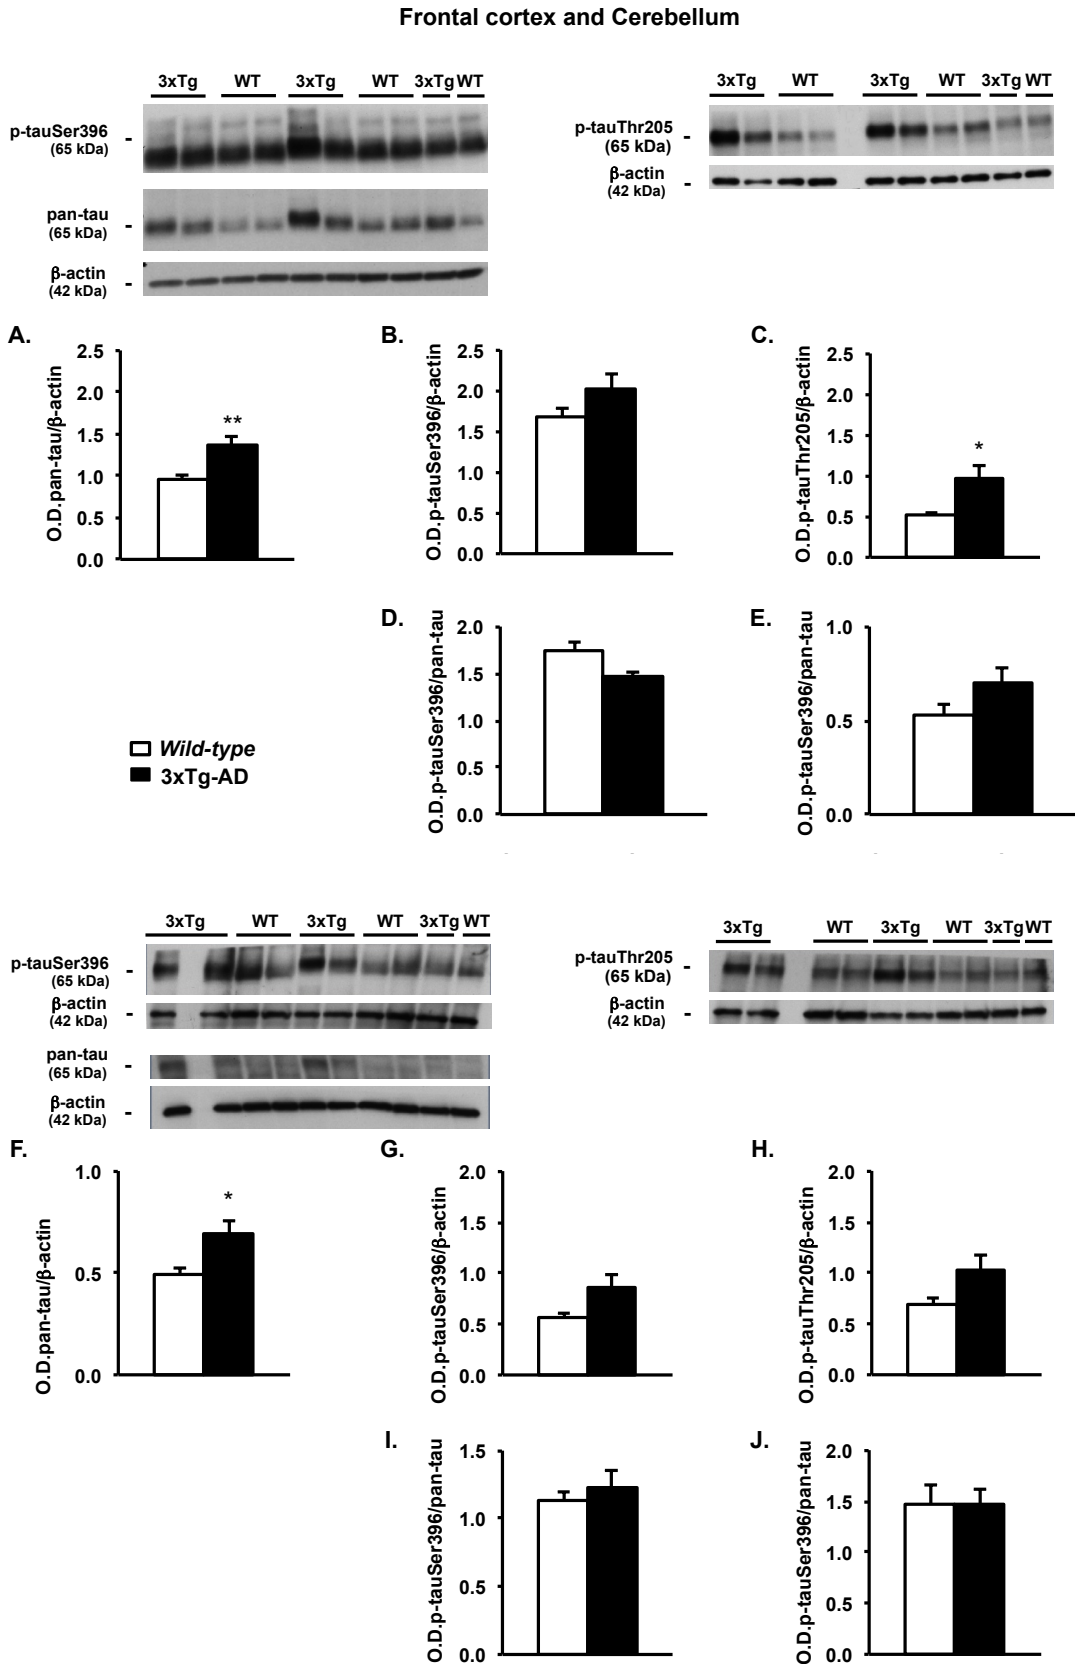 Frontal cortex and Cerebellum
3xTg WT 3xTg WT 3xTg WT
p-tauSer396
(65 kDa)
-
pan-tau
(65 kDa)
-
β-actin
(42 kDa)
-
3xTg WT 3xTg WT 3xTg WT
p-tauThr205
(65 kDa)
-
β-actin
(42 kDa)
-
A.
O.D.pan-tau/β-actin
2.5
2.0
1.5
1.0
0.5
0.0
**
B.
O.D.p-tauSer396/β-actin
2.5
2.0
1.5
1.0
0.5
0.0
C.
O.D.p-tauThr205/β-actin
2.5
2.0
1.5
1.0
0.5
0.0
*
D.
O.D.p-tauSer396/pan-tau
2.0
1.5
1.0
0.5
0.0
E.
O.D.p-tauSer396/pan-tau
1.0
0.5
0.0
Wild-type
3xTg-AD
3xTg WT 3xTg WT 3xTg WT
p-tauSer396
(65 kDa)
-
β-actin
(42 kDa)
-
pan-tau
(65 kDa)
-
β-actin
(42 kDa)
-
3xTg WT 3xTg WT 3xTg WT
p-tauThr205
(65 kDa)
-
β-actin
(42 kDa)
-
F.
O.D.pan-tau/β-actin
1.0
0.5
0.0
*
G.
O.D.p-tauSer396/β-actin
2.0
1.5
1.0
0.5
0.0
H.
O.D.p-tauThr205/β-actin
2.0
1.5
1.0
0.5
0.0
I.
O.D.p-tauSer396/pan-tau
1.5
1.0
0.5
0.0
J.
O.D.p-tauSer396/pan-tau
2.0
1.5
1.0
0.5
0.0